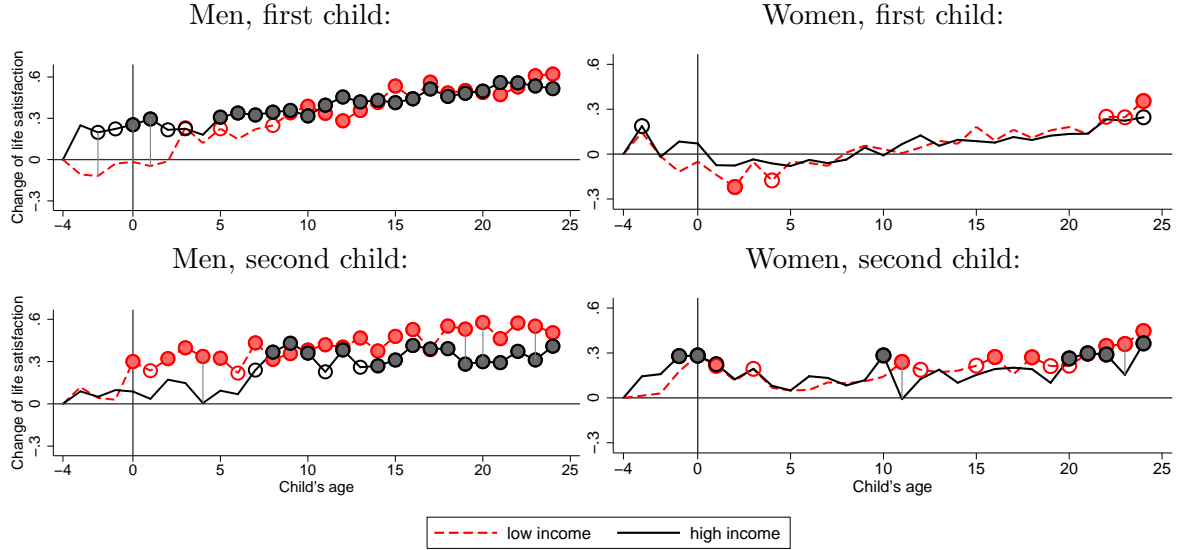 Men, first child:
Women, first child:
Change of life satisfaction
.6
.3
0
-.3
−4 0 5 10 15 20 25
.6
.3
0
-.3
−4 0 5 10 15 20 25
Men, second child:
Women, second child:
Change of life satisfaction
.6
.3
0
-.3
−4 0 5 10 15 20 25
Child's age
.6
.3
0
-.3
−4 0 5 10 15 20 25
Child's age
low income high income